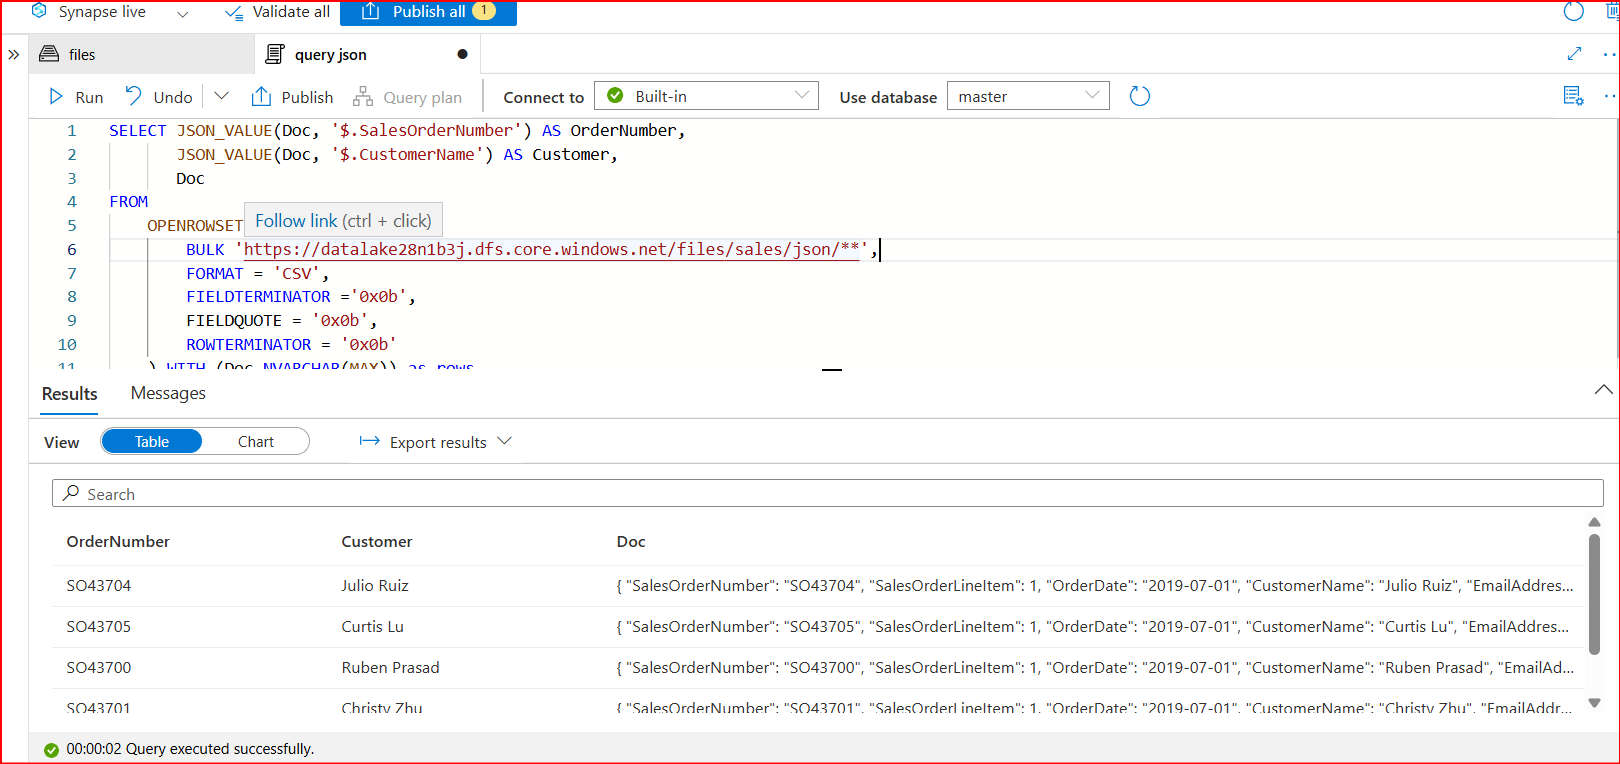 Synapse live Validate all Publish all 1
files query json
Run Undo Publish Query plan Connect to Built-in Use database master
1 SELECT JSON_VALUE(Doc, '$.SalesOrderNumber') AS OrderNumber,
2 JSON_VALUE(Doc, '$.CustomerName') AS Customer,
3 Doc
4 FROM
Follow link (ctrl + click)
5 OPENROWSET
6 BULK 'https://datalake28n1b3j.dfs.core.windows.net/files/sales/json/**',
7 FORMAT = 'CSV',
8 FIELDTERMINATOR ='0x0b',
9 FIELDQUOTE = '0x0b',
10 ROWTERMINATOR = '0x0b'
11 ) WITH (Doc NVARCHAR(MAX)) as rows
Results Messages
View Table Chart Export results
Search
OrderNumber Customer Doc
SO43704 Julio Ruiz { "SalesOrderNumber": "SO43704", "SalesOrderLineItem": 1, "OrderDate": "2019-07-01", "CustomerName": "Julio Ruiz", "EmailAddres...
SO43705 Curtis Lu { "SalesOrderNumber": "SO43705", "SalesOrderLineItem": 1, "OrderDate": "2019-07-01", "CustomerName": "Curtis Lu", "EmailAddres...
SO43700 Ruben Prasad { "SalesOrderNumber": "SO43700", "SalesOrderLineItem": 1, "OrderDate": "2019-07-01", "CustomerName": "Ruben Prasad", "EmailAd...
SO43701 Christy Zhu { "SalesOrderNumber": "SO43701", "SalesOrderLineItem": 1, "OrderDate": "2019-07-01", "CustomerName": "Christy Zhu", "EmailAddr...
00:00:02 Query executed successfully.